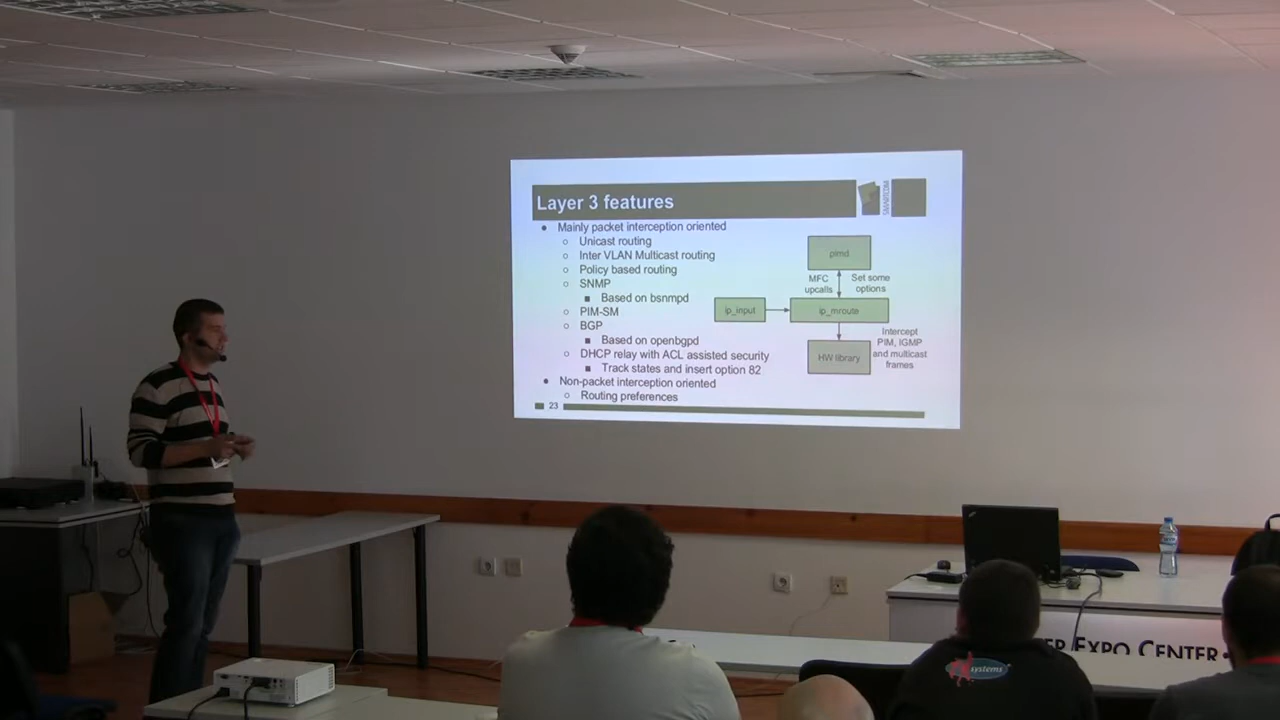 Layer 3 features
SMARTCOM
Mainly packet interception oriented
Unicast routing
Inter VLAN Multicast routing
Policy based routing
SNMP
Based on bsnmpd
PIM-SM
BGP
Based on openbgpd
DHCP relay with ACL assisted security
Track states and insert option 82
Non-packet interception oriented
Routing preferences
pimd
MFC
upcalls
Set some
options
ip_input
ip_mroute
HW library
Intercept
PIM, IGMP
and multicast
frames
23
ER EXPO CENTER
systems